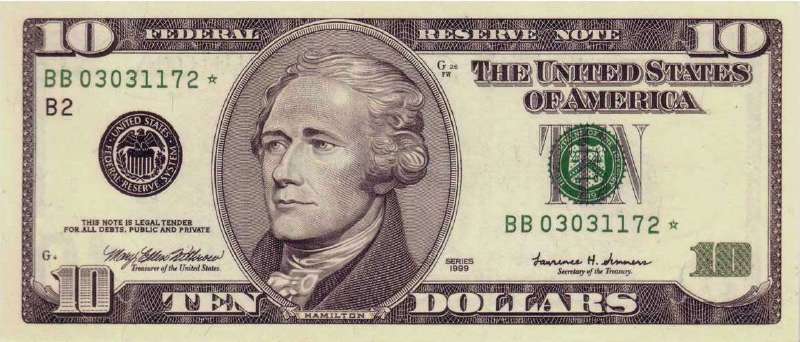 10 FEDERAL RESERVE NOTE 10
BB 03031172 ★
B2
G 26
FW
THE UNITED STATES
OF AMERICA
UNITED STATES
FEDERAL RESERVE SYSTEM
TEN
BB 03031172 ★
THIS NOTE IS LEGAL TENDER
FOR ALL DEBTS, PUBLIC AND PRIVATE
Mary Ellen Withrow
Treasurer of the United States.
SERIES
1999
Lawrence H. Summers
Secretary of the Treasury.
10 TEN DOLLARS 10
HAMILTON